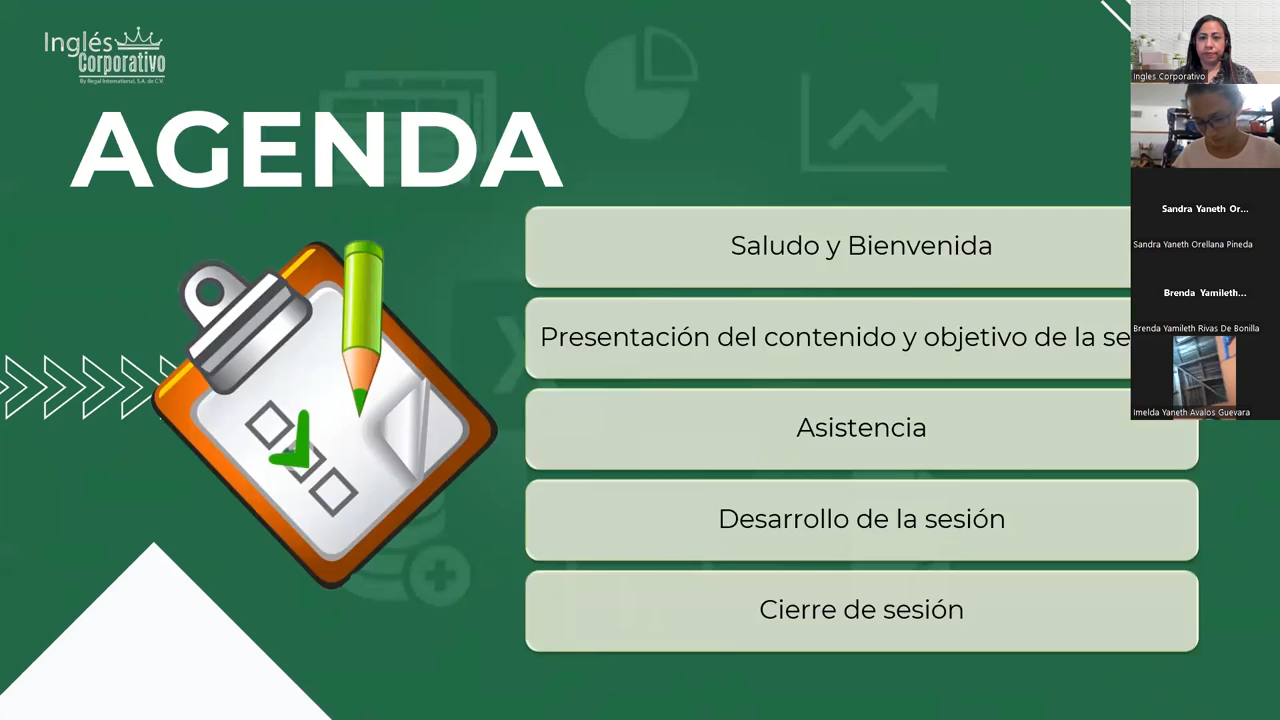 Inglés
Corporativo
By Regal International, S.A. de C.V.
AGENDA
Saludo y Bienvenida
Presentación del contenido y objetivo de la se
Asistencia
Desarrollo de la sesión
Cierre de sesión
Ingles Corporativo
Sandra Yaneth Or...
Sandra Yaneth Orellana Pineda
Brenda Yamileth...
Brenda Yamileth Rivas De Bonilla
Imelda Yaneth Avalos Guevara